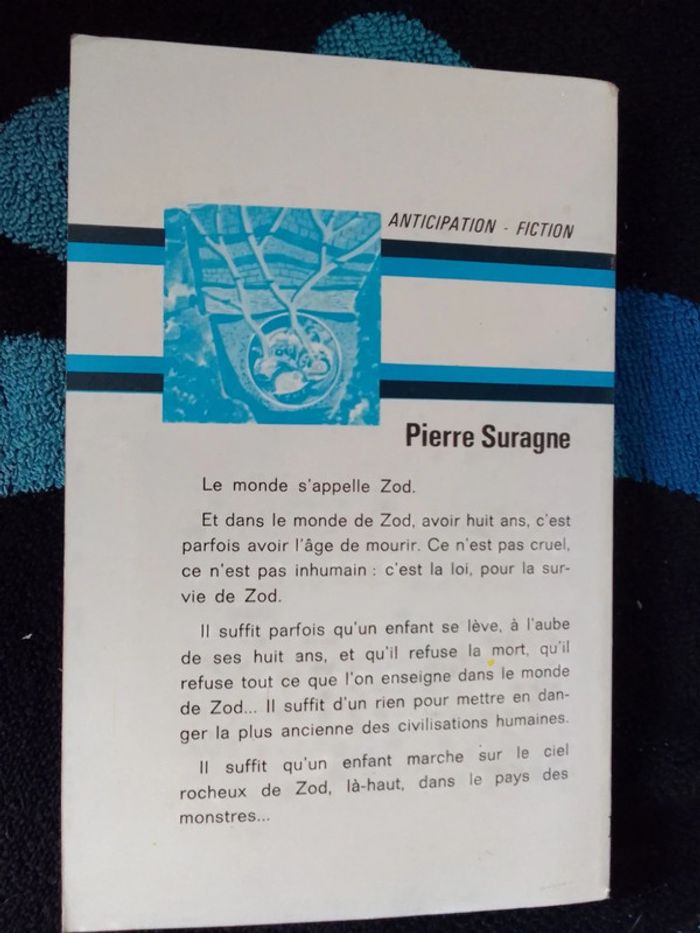 ANTICIPATION - FICTION
Pierre Suragne
Le monde s'appelle Zod.
Et dans le monde de Zod, avoir huit ans, c'est
parfois avoir l'âge de mourir. Ce n'est pas cruel,
ce n'est pas inhumain : c'est la loi, pour la sur-
vie de Zod.
Il suffit parfois qu'un enfant se lève, à l'aube
de ses huit ans, et qu'il refuse la mort, qu'il
refuse tout ce que l'on enseigne dans le monde
de Zod... Il suffit d'un rien pour mettre en dan-
ger la plus ancienne des civilisations humaines.
Il suffit qu'un enfant marche sur le ciel
rocheux de Zod, là-haut, dans le pays des
monstres...